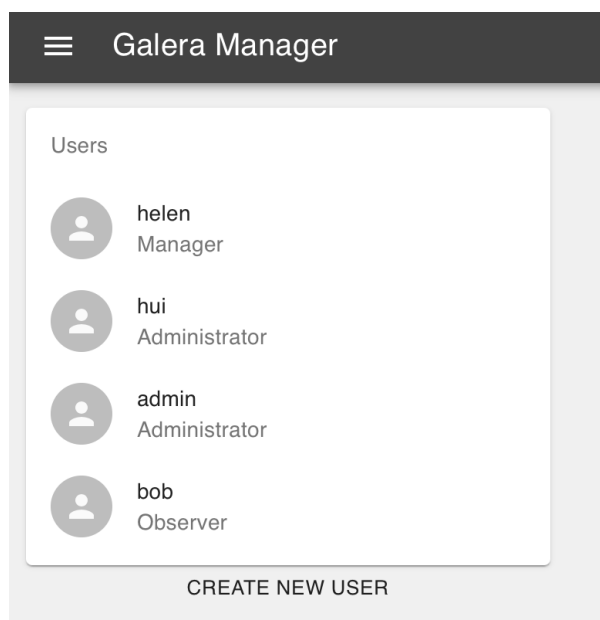 Galera Manager
Users
helen
Manager
hui
Administrator
admin
Administrator
bob
Observer
CREATE NEW USER